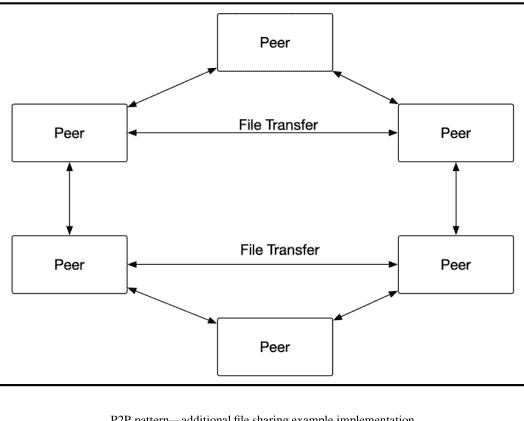 Peer
Peer
File Transfer
Peer
Peer
File Transfer
Peer
Peer
P2P pattern—additional file sharing example implementation